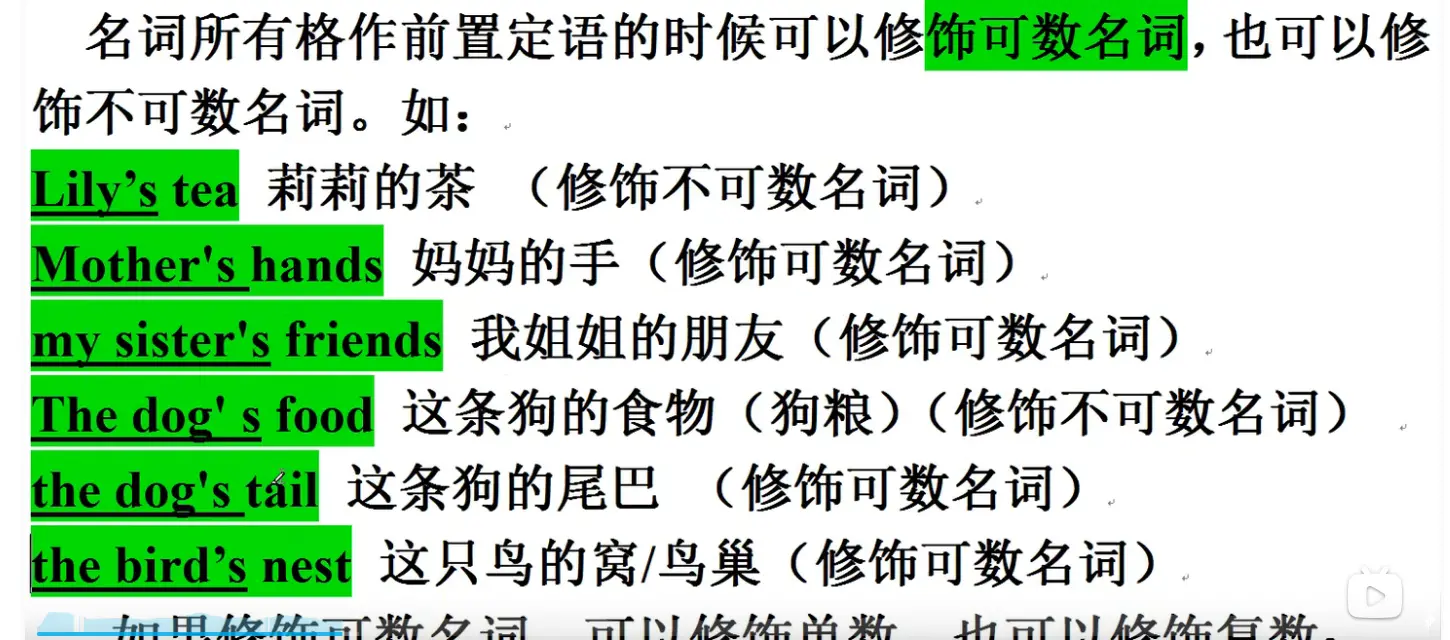 名词所有格作前置定语的时候可以修饰可数名词，也可以修
饰不可数名词。如：
Lily’s tea 莉莉的茶 （修饰不可数名词）
Mother's hands 妈妈的手（修饰可数名词）
my sister's friends 我姐姐的朋友（修饰可数名词）
The dog' s food 这条狗的食物（狗粮）（修饰不可数名词）
the dog's tail 这条狗的尾巴 （修饰可数名词）
the bird’s nest 这只鸟的窝/鸟巢（修饰可数名词）
如果修饰可数名词，可以修饰单数，也可以修饰复数。